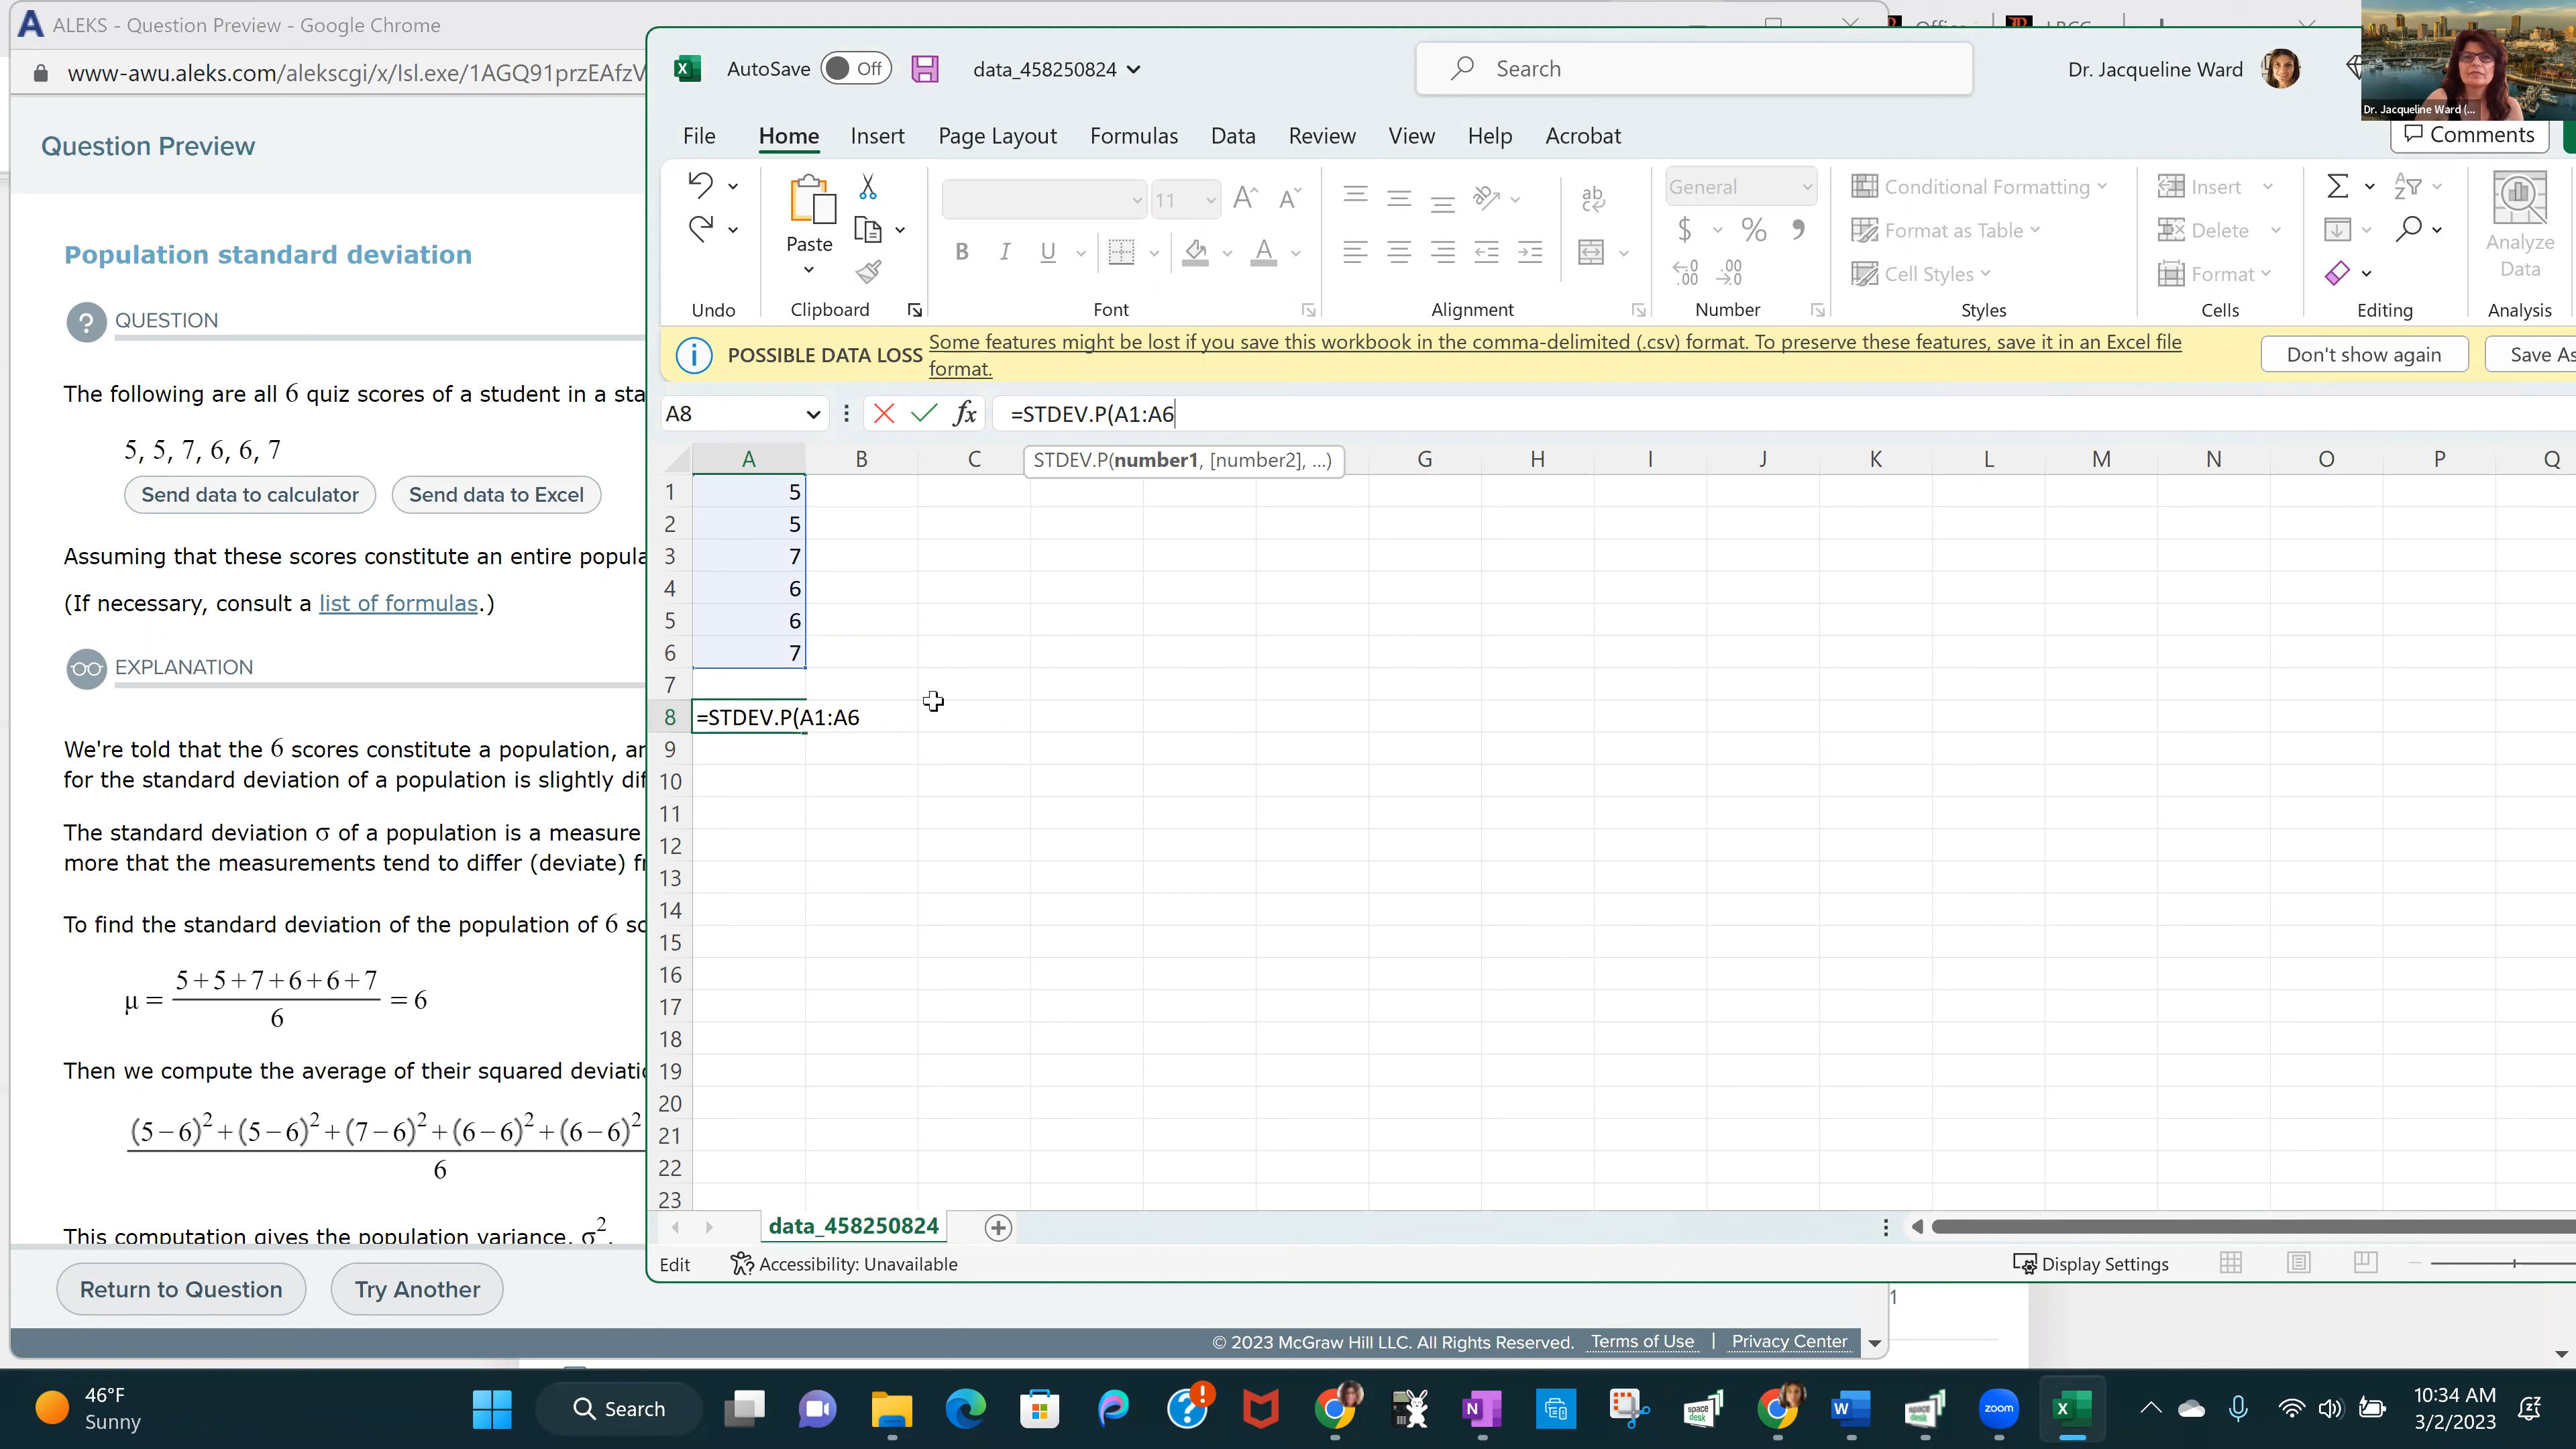 ALEKS - Question Preview - Google Chrome
www-awu.aleks.com/alekscgi/x/lsl.exe/1AGQ91przEAfzV
Question Preview
Population standard deviation
QUESTION
The following are all 6 quiz scores of a student in a sta
5, 5, 7, 6, 6, 7
Send data to calculator
Send data to Excel
Assuming that these scores constitute an entire popula
(If necessary, consult a list of formulas.)
EXPLANATION
We're told that the 6 scores constitute a population, a
for the standard deviation of a population is slightly di
The standard deviation σ of a population is a measure
more that the measurements tend to differ (deviate) f
To find the standard deviation of the population of 6 sc
μ = 5+5+7+6+6+7 / 6 = 6
Then we compute the average of their squared deviati
(5−6)² + (5−6)² + (7−6)² + (6−6)² + (6−6)²
6
This computation gives the population variance, σ².
Return to Question
Try Another
© 2023 McGraw Hill LLC. All Rights Reserved. Terms of Use | Privacy Center
AutoSave Off data_458250824
Search
Dr. Jacqueline Ward
Dr. Jacqueline Ward (...
Comments
File Home Insert Page Layout Formulas Data Review View Help Acrobat
Undo
Paste
Clipboard
11
B I U
Font
ab
Alignment
General
$ % ,
Number
Conditional Formatting
Format as Table
Cell Styles
Styles
Insert
Delete
Format
Cells
Editing
Analyze
Data
Analysis
POSSIBLE DATA LOSS Some features might be lost if you save this workbook in the comma-delimited (.csv) format. To preserve these features, save it in an Excel file
format.
Don't show again
Save As
A8 fx =STDEV.P(A1:A6
STDEV.P(number1, [number2], ...)
A B C G H I J K L M N O P Q
1 5
2 5
3 7
4 6
5 6
6 7
7
8 =STDEV.P(A1:A6
9
10
11
12
13
14
15
16
17
18
19
20
21
22
23
data_458250824
Edit Accessibility: Unavailable
Display Settings
1
46°F
Sunny
Search
space
desk
zoom
10:34 AM
3/2/2023